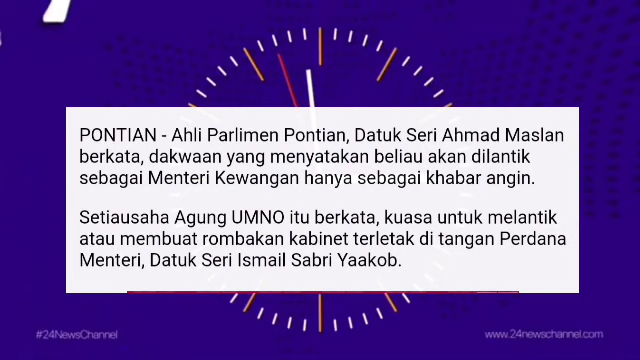 PONTIAN - Ahli Parlimen Pontian, Datuk Seri Ahmad Maslan
berkata, dakwaan yang menyatakan beliau akan dilantik
sebagai Menteri Kewangan hanya sebagai khabar angin.
Setiausaha Agung UMNO itu berkata, kuasa untuk melantik
atau membuat rombakan kabinet terletak di tangan Perdana
Menteri, Datuk Seri Ismail Sabri Yaakob.
#24NewsChannel
www.24newschannel.com